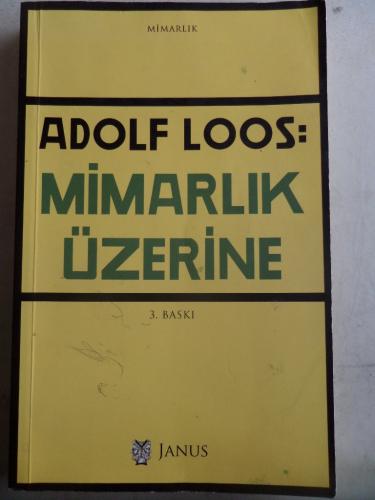 MİMARLIK
ADOLF LOOS:
MİMARLIK
ÜZERİNE
3. BASKI
JANUS